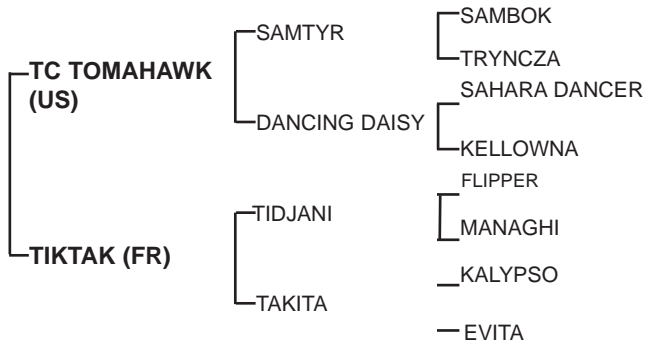 SAMBOK
SAMTYR
TRYNCZA
TC TOMAHAWK
(US)
SAHARA DANCER
DANCING DAISY
KELLOWNA
FLIPPER
TIDJANI
MANAGHI
TIKTAK (FR)
KALYPSO
TAKITA
EVITA